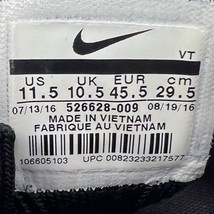 VT
US UK EUR cm
11.5 10.5 45.5 29.5
07/13/16 526628-009 08/19/16
MADE IN VIETNAM
FABRIQUÉ AU VIETNAM
106605103 UPC 00823233217577